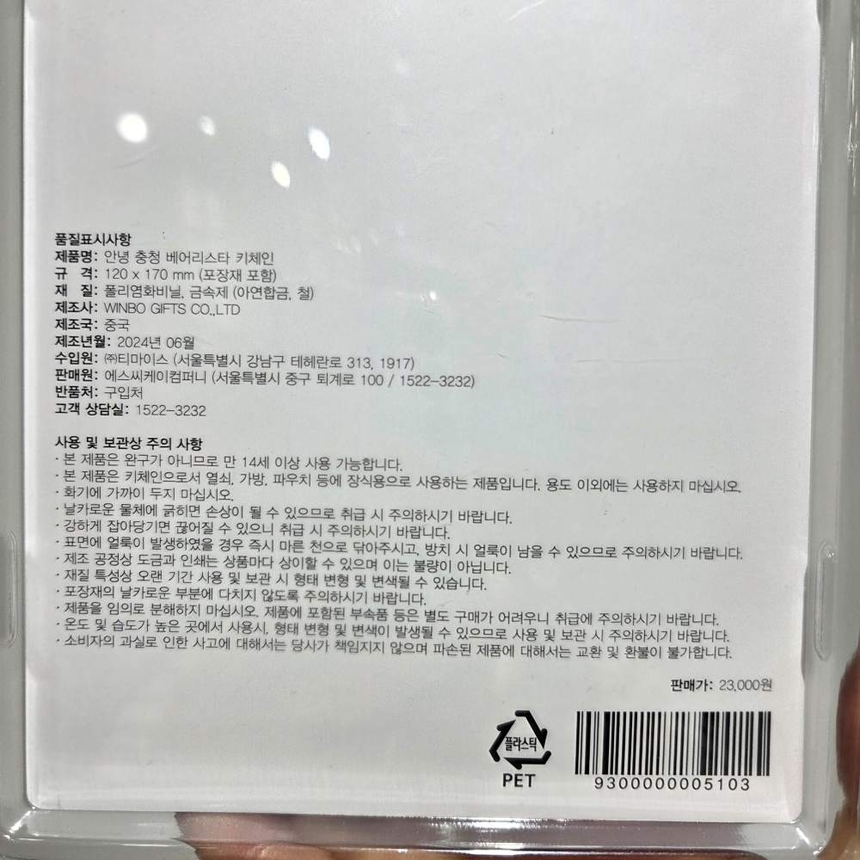 품질표시사항
제품명: 안녕 충청 베어리스타 키체인
규 격: 120 x 170 mm (포장재 포함)
재 질: 폴리염화비닐, 금속제 (아연합금, 철)
제조사: WINBO GIFTS CO.,LTD
제조국: 중국
제조년월: 2024년 06월
수입원: ㈜티마이스 (서울특별시 강남구 테헤란로 313, 1917)
판매원: 에스씨케이컴퍼니 (서울특별시 중구 퇴계로 100 / 1522-3232)
반품처: 구입처
고객 상담실: 1522-3232
사용 및 보관상 주의 사항
· 본 제품은 완구가 아니므로 만 14세 이상 사용 가능합니다.
· 본 제품은 키체인으로서 열쇠, 가방, 파우치 등에 장식용으로 사용하는 제품입니다. 용도 이외에는 사용하지 마십시오.
· 화기에 가까이 두지 마십시오.
· 날카로운 물체에 긁히면 손상이 될 수 있으므로 취급 시 주의하시기 바랍니다.
· 강하게 잡아당기면 끊어질 수 있으니 취급 시 주의하시기 바랍니다.
· 표면에 얼룩이 발생하였을 경우 즉시 마른 천으로 닦아주시고, 방치 시 얼룩이 남을 수 있으므로 주의하시기 바랍니다.
· 제조 공정상 도금과 인쇄는 상품마다 상이할 수 있으며 이는 불량이 아닙니다.
· 재질 특성상 오랜 기간 사용 및 보관 시 형태 변형 및 변색될 수 있습니다.
· 포장재의 날카로운 부분에 다치지 않도록 주의하시기 바랍니다.
· 제품을 임의로 분해하지 마십시오. 제품에 포함된 부속품 등은 별도 구매가 어려우니 취급에 주의하시기 바랍니다.
· 온도 및 습도가 높은 곳에서 사용시, 형태 변형 및 변색이 발생될 수 있으므로 사용 및 보관 시 주의하시기 바랍니다.
· 소비자의 과실로 인한 사고에 대해서는 당사가 책임지지 않으며 파손된 제품에 대해서는 교환 및 환불이 불가합니다.
판매가: 23,000원
플라스틱
PET
9300000005103